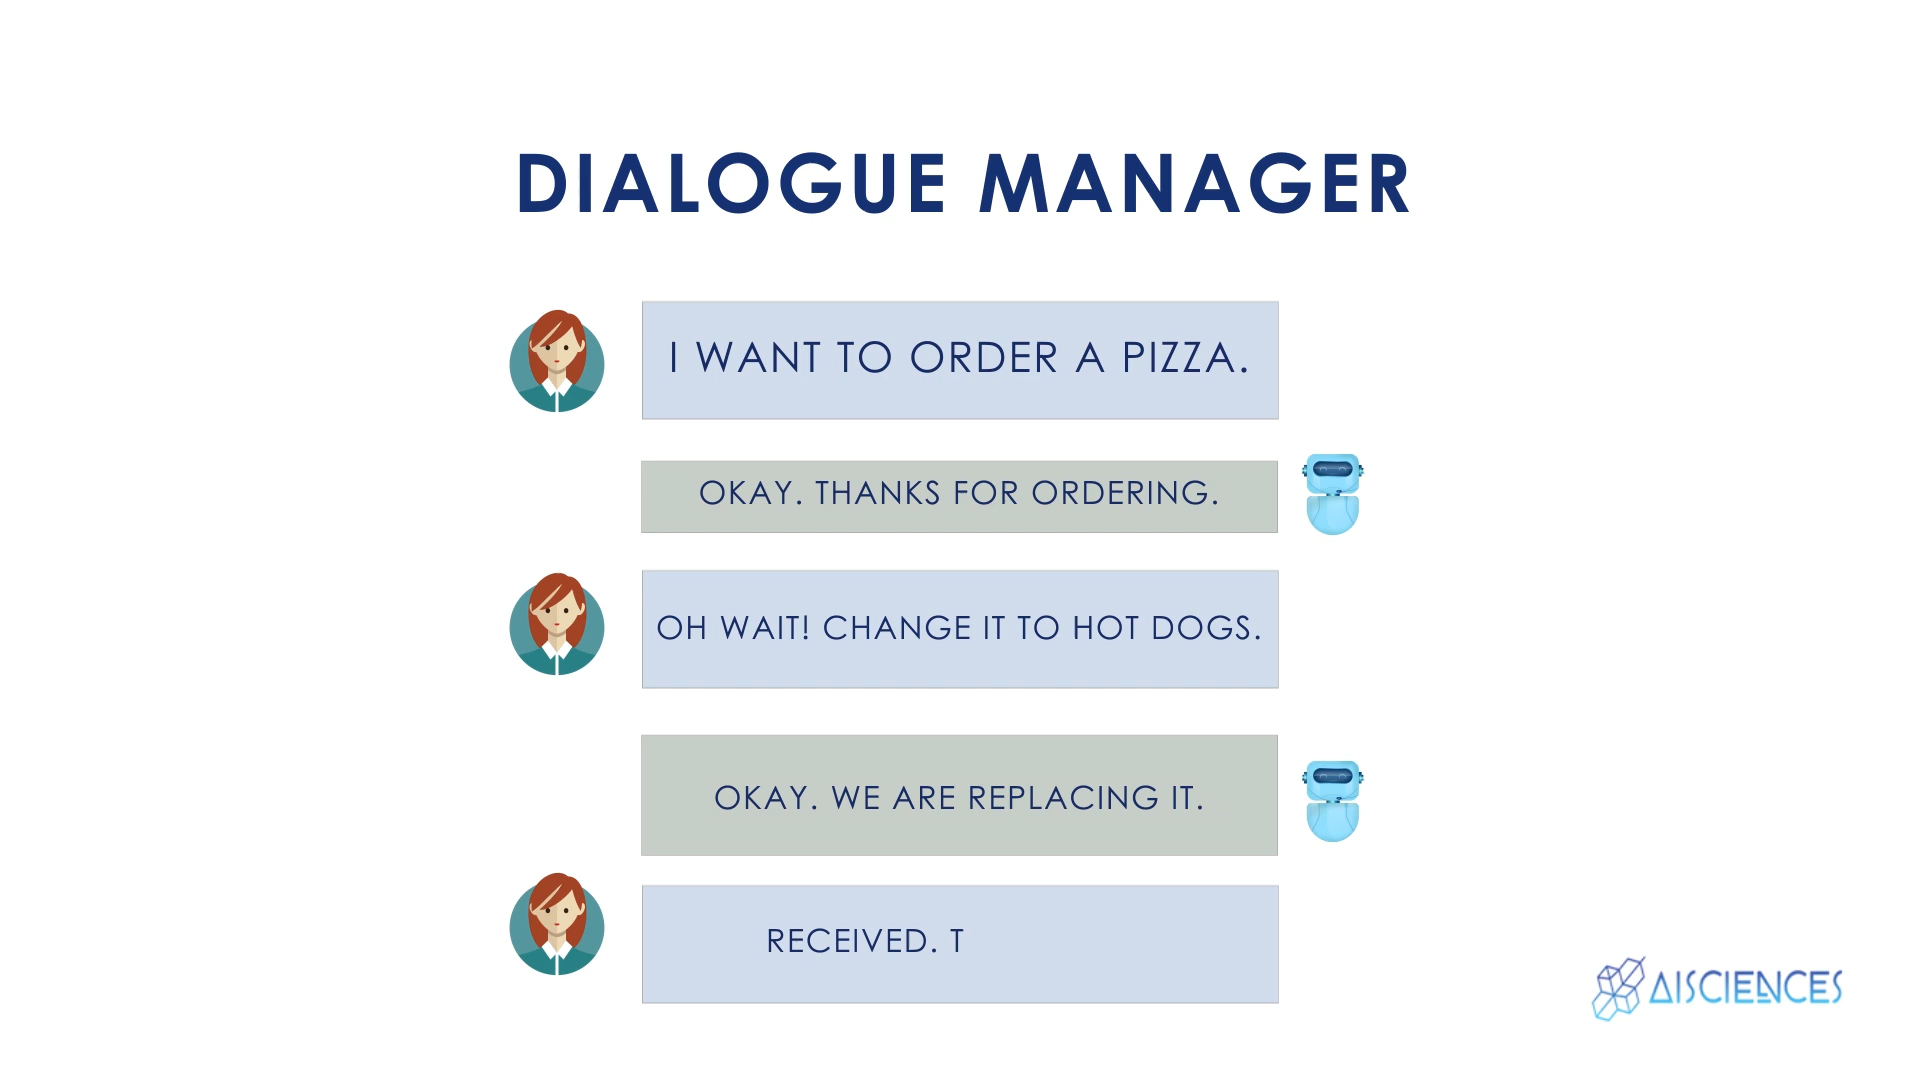 DIALOGUE MANAGER
I WANT TO ORDER A PIZZA.
OKAY. THANKS FOR ORDERING.
OH WAIT! CHANGE IT TO HOT DOGS.
OKAY. WE ARE REPLACING IT.
RECEIVED. T
AISCIENCES